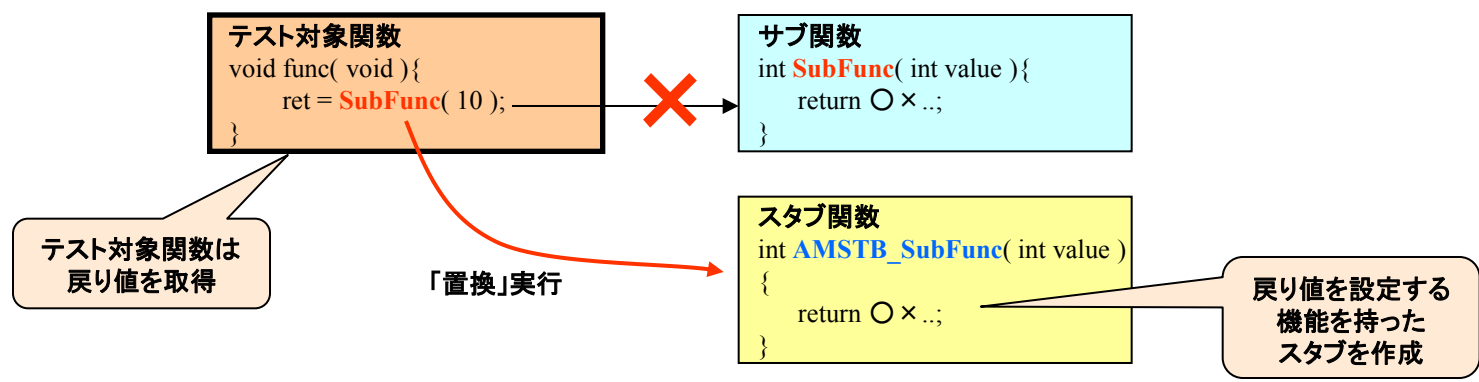 テスト対象関数
void func( void ){
ret = SubFunc( 10 );
}
サブ関数
int SubFunc( int value ){
return ○×..;
}
テスト対象関数は
戻り値を取得
「置換」実行
スタブ関数
int AMSTB_SubFunc( int value )
{
return ○×..;
}
戻り値を設定する
機能を持った
スタブを作成